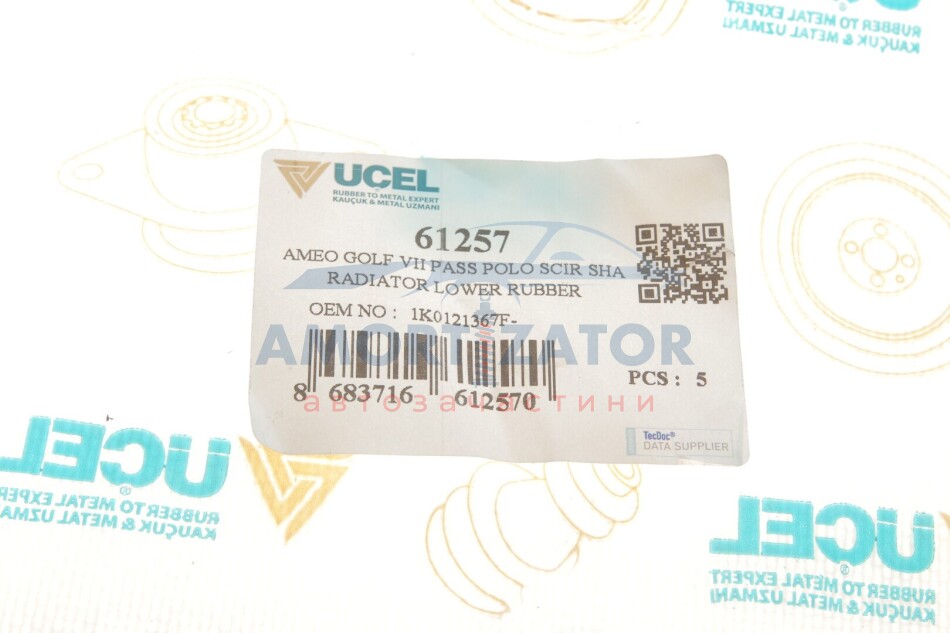 RUBBER TO METAL EXPERT
KAUÇUK & METAL UZMANI
UCEL
RUBBER TO METAL EXPERT
KAUÇUK & METAL UZMANI
61257
AMEO GOLF VII PASS POLO SCIR SHA
RADIATOR LOWER RUBBER
OEM NO : 1K0121367F-
AMORTIZATOR
PCS : 5
8 683716 612570
автозапчастини
TecDoc®
DATA SUPPLIER
UCEL®
RUBBER TO METAL EXPERT
KAUÇUK & METAL UZMANI
UCEL®
RUBBER TO METAL EXPERT
KAUÇUK & METAL UZMANI